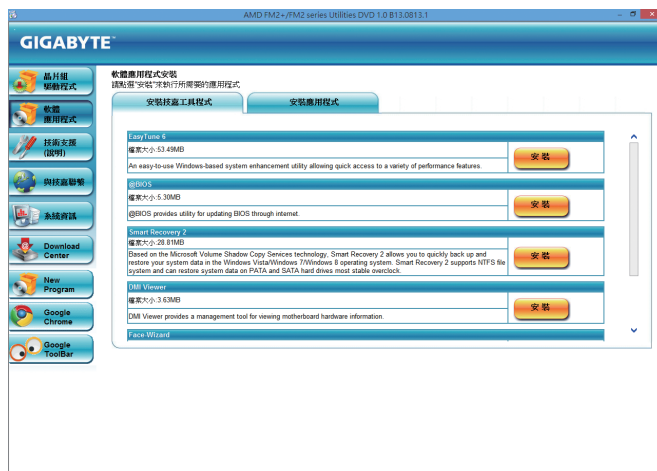 AMD FM2+/FM2 series Utilities DVD 1.0 B13.0813.1
GIGABYTE™
晶片組
驅動程式
軟體
應用程式
技術支援
(說明)
與技嘉聯繫
系統資訊
Download
Center
New
Program
Google
Chrome
Google
ToolBar
軟體應用程式安裝
請點選"安裝"來執行所需要的應用程式
安裝技嘉工具程式
安裝應用程式
EasyTune 6
檔案大小:53.49MB
An easy-to-use Windows-based system enhancement utility allowing quick access to a variety of performance features.
安裝
@BIOS
檔案大小:5.30MB
@BIOS provides utility for updating BIOS through internet.
安裝
Smart Recovery 2
檔案大小:28.81MB
Based on the Microsoft Volume Shadow Copy Services technology, Smart Recovery 2 allows you to quickly back up and
restore your system data in the Windows Vista/Windows 7/Windows 8 operating system. Smart Recovery 2 supports NTFS file
system and can restore system data on PATA and SATA hard drives most stable overclock.
安裝
DMI Viewer
檔案大小:3.63MB
DMI Viewer provides a management tool for viewing motherboard hardware information.
安裝
Face-Wizard